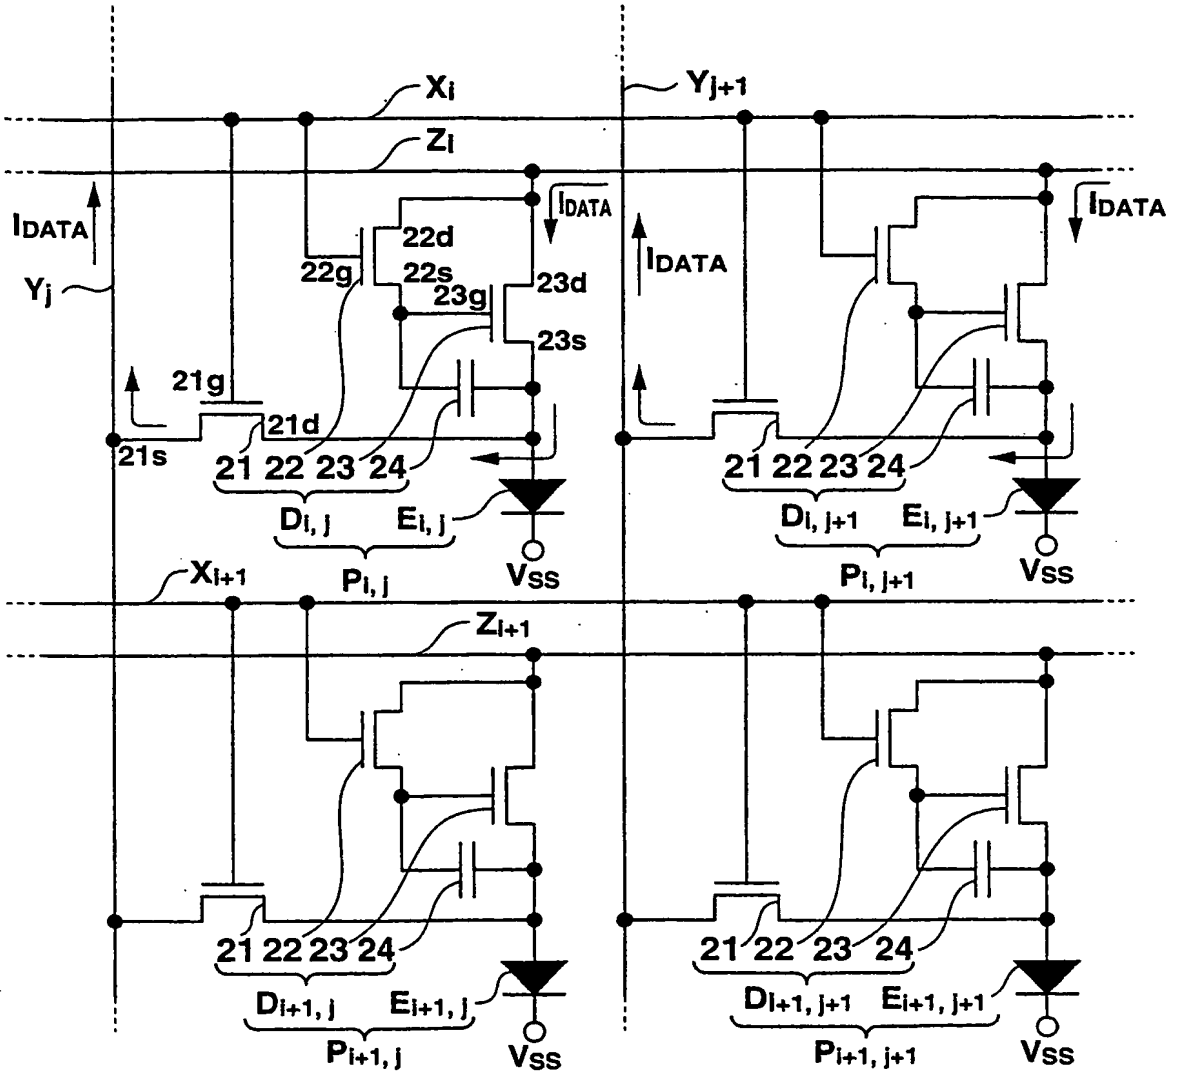 Xi
Yj+1
Zi
IDATA
IDATA
IDATA
IDATA
22d
22g
22s
23g
23d
23s
Yj
21g
21d
21s
21 22 23 24
21 22 23 24
Di, j
Ei, j
Di, j+1
Ei, j+1
Pi, j
VSS
Pi, j+1
VSS
Xi+1
Zi+1
21 22 23 24
21 22 23 24
Di+1, j
Ei+1, j
Di+1, j+1
Ei+1, j+1
Pi+1, j
VSS
Pi+1, j+1
VSS